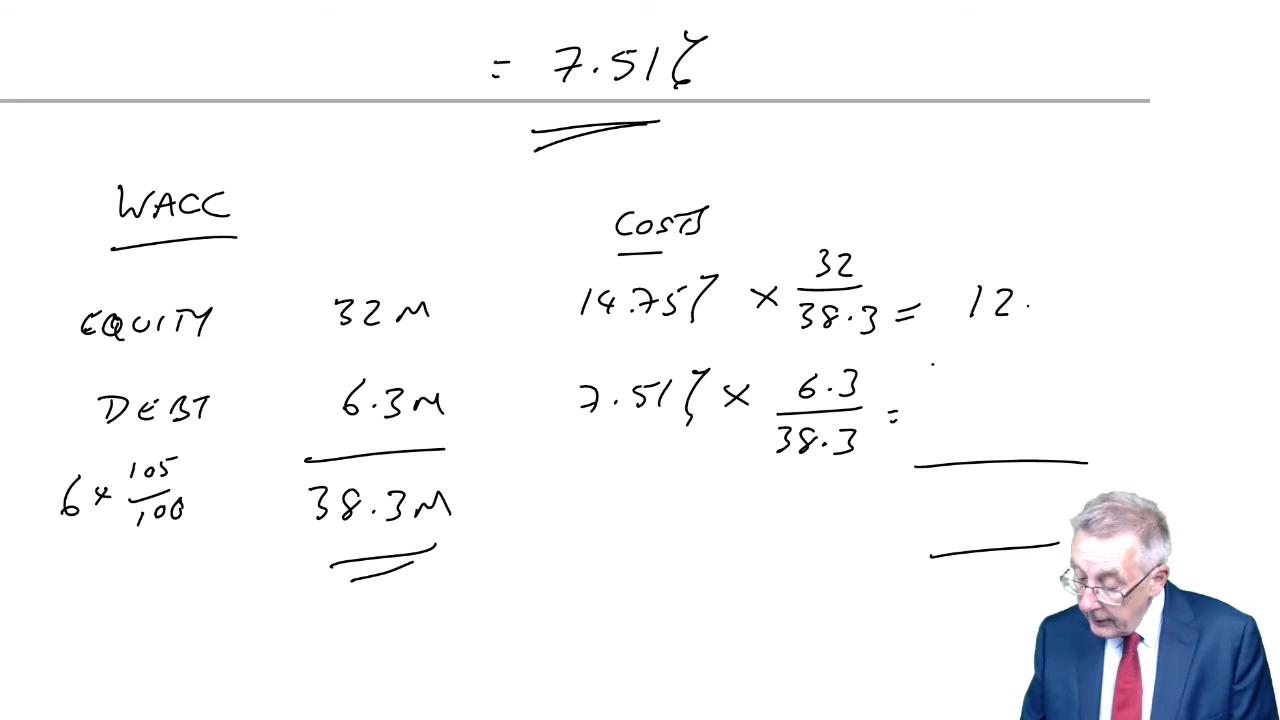 = 7.51%
WACC
COSTS
EQUITY 32M 14.75% × 32/38.3 = 12.
DEBT 6.3M 7.51% × 6.3/38.3 =
6 × 105/100 38.3M